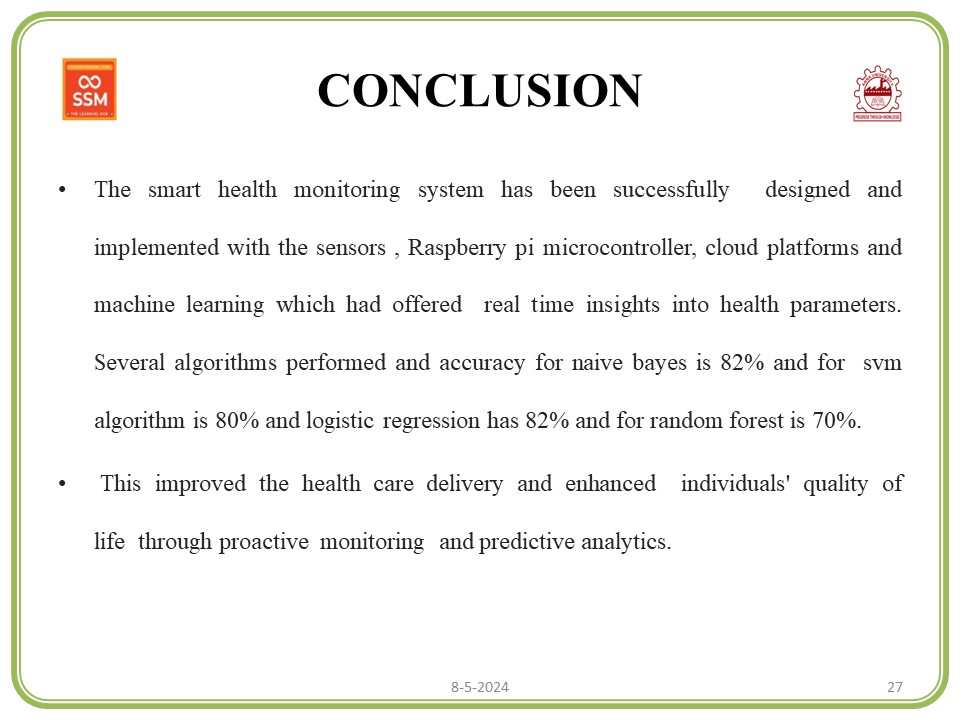 CONCLUSION
SSM
THE LEARNING HUB
PROGRESS THROUGH KNOWLEDGE
• The smart health monitoring system has been successfully designed and
implemented with the sensors , Raspberry pi microcontroller, cloud platforms and
machine learning which had offered real time insights into health parameters.
Several algorithms performed and accuracy for naive bayes is 82% and for svm
algorithm is 80% and logistic regression has 82% and for random forest is 70%.
• This improved the health care delivery and enhanced individuals' quality of
life through proactive monitoring and predictive analytics.
8-5-2024
27